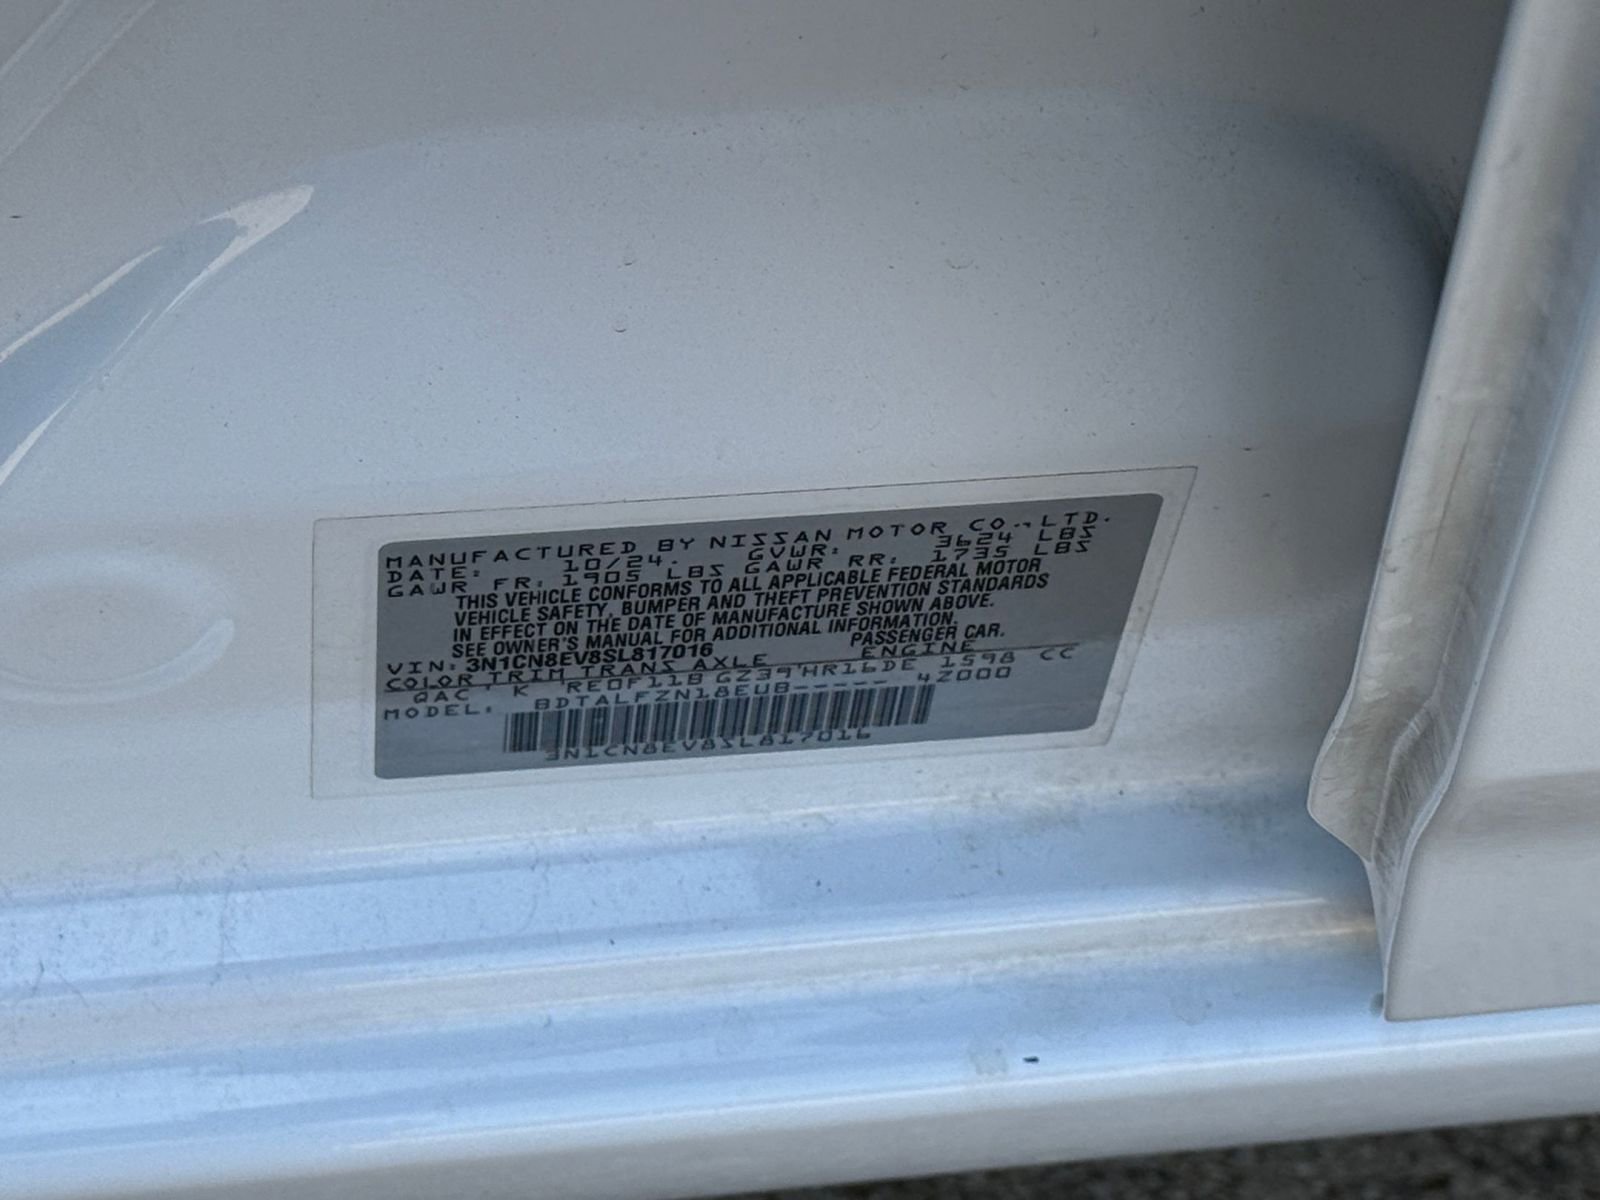 MANUFACTURED BY NISSAN MOTOR CO., LTD.
DATE: 10/24. GVWR: 3624 LBS
GAWR FR: 1905 LBS GAWR RR: 1735 LBS
THIS VEHICLE CONFORMS TO ALL APPLICABLE FEDERAL MOTOR
VEHICLE SAFETY, BUMPER AND THEFT PREVENTION STANDARDS
IN EFFECT ON THE DATE OF MANUFACTURE SHOWN ABOVE.
SEE OWNER'S MANUAL FOR ADDITIONAL INFORMATION.
VIN: 3N1CN8EV8SL817016 PASSENGER CAR.
COLOR TRIM TRANS AXLE ENGINE
QAC K RE0F11B GZ39 HR16DE 1598 CC
MODEL: BDTALFZN18EUB----- 4Z000
3N1CN8EV8SL817016